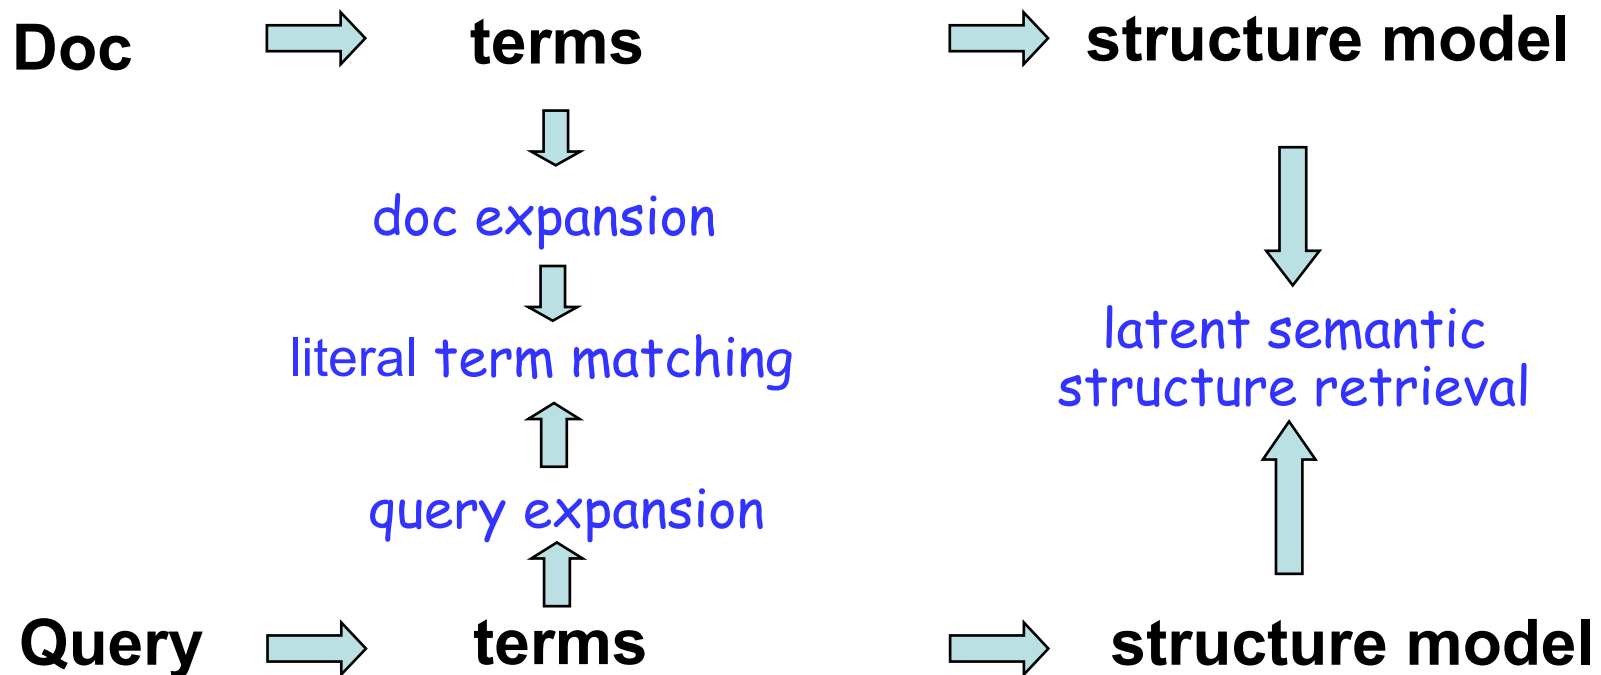 Doc
terms
structure model
doc expansion
literal term matching
latent semantic
structure retrieval
query expansion
Query
terms
structure model